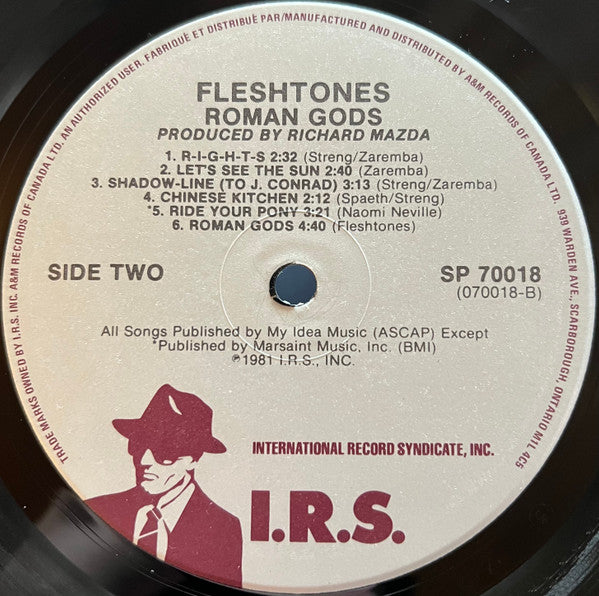 TRADE MARKS OWNED BY I.R.S. INC. A&M RECORDS OF CANADA LTD. AN AUTHORIZED USER. FABRIQUÉ ET DISTRIBUÉ PAR/MANUFACTURED AND DISTRIBUTED BY A&M RECORDS OF CANADA LTD. 939 WARDEN AVE., SCARBOROUGH, ONTARIO M1L 4C5
FLESHTONES
ROMAN GODS
PRODUCED BY RICHARD MAZDA
1. R-I-G-H-T-S 2:32 (Streng/Zaremba)
2. LET'S SEE THE SUN 2:40 (Zaremba)
3. SHADOW-LINE (TO J. CONRAD) 3:13 (Streng/Zaremba)
4. CHINESE KITCHEN 2:12 (Spaeth/Streng)
*5. RIDE YOUR PONY 3:21 (Naomi Neville)
6. ROMAN GODS 4:40 (Fleshtones)
SIDE TWO
SP 70018
(070018-B)
All Songs Published by My Idea Music (ASCAP) Except
*Published by Marsaint Music, Inc. (BMI)
℗1981 I.R.S., INC.
INTERNATIONAL RECORD SYNDICATE, INC.
I.R.S.